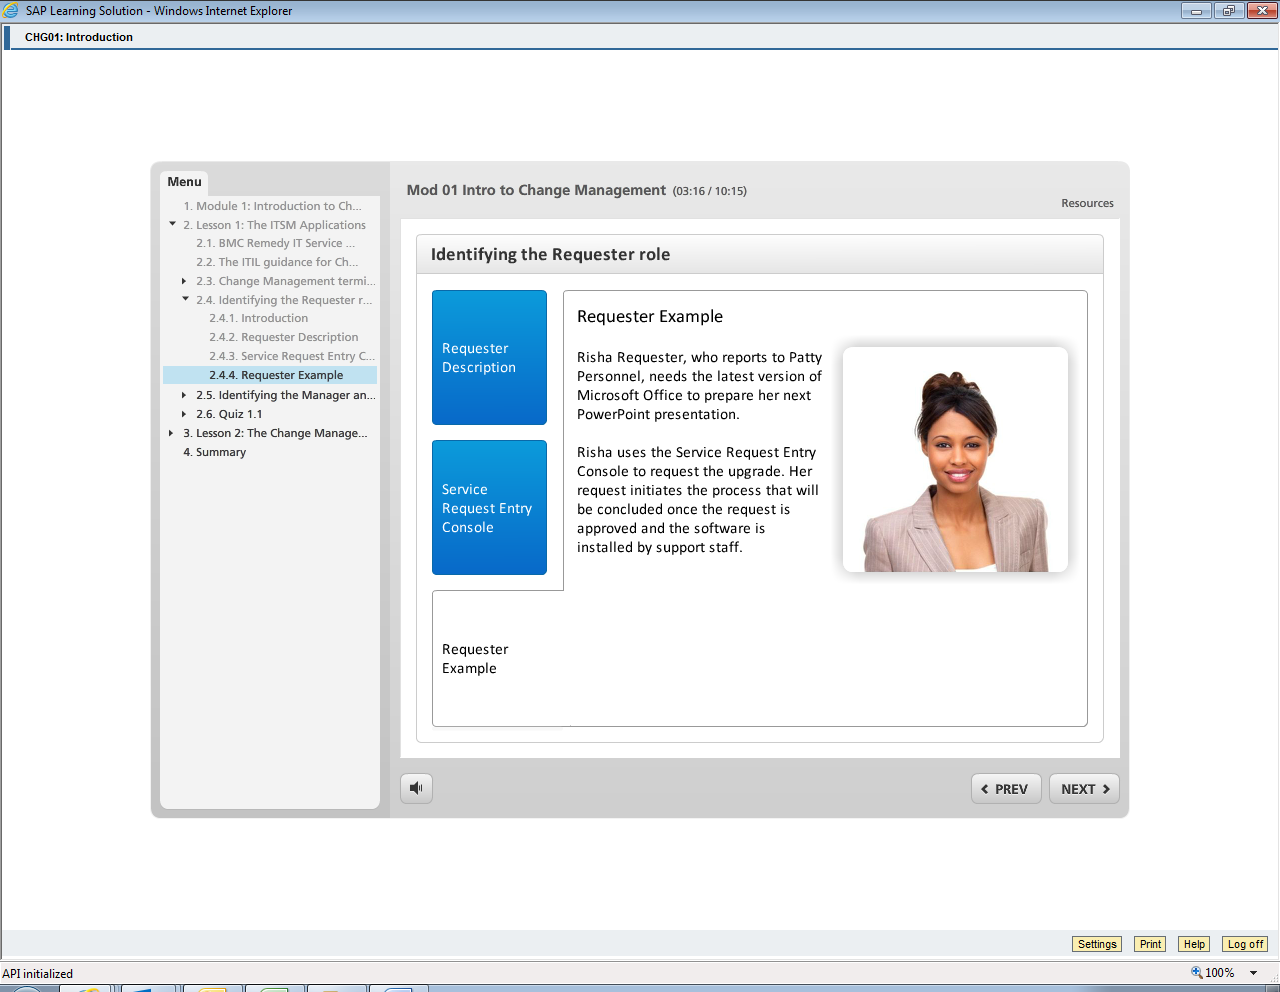 SAP Learning Solution - Windows Internet Explorer
CHG01: Introduction
Menu
1. Module 1: Introduction to Ch...
2. Lesson 1: The ITSM Applications
2.1. BMC Remedy IT Service ...
2.2. The ITIL guidance for Ch...
2.3. Change Management termi...
2.4. Identifying the Requester r...
2.4.1. Introduction
2.4.2. Requester Description
2.4.3. Service Request Entry C...
2.4.4. Requester Example
2.5. Identifying the Manager an...
2.6. Quiz 1.1
3. Lesson 2: The Change Manage...
4. Summary
Mod 01 Intro to Change Management (03:16 / 10:15)
Resources
Identifying the Requester role
Requester
Description
Service
Request Entry
Console
Requester
Example
Requester Example
Risha Requester, who reports to Patty
Personnel, needs the latest version of
Microsoft Office to prepare her next
PowerPoint presentation.
Risha uses the Service Request Entry
Console to request the upgrade. Her
request initiates the process that will
be concluded once the request is
approved and the software is
installed by support staff.
PREV
NEXT
Settings
Print
Help
Log off
API initialized
100%